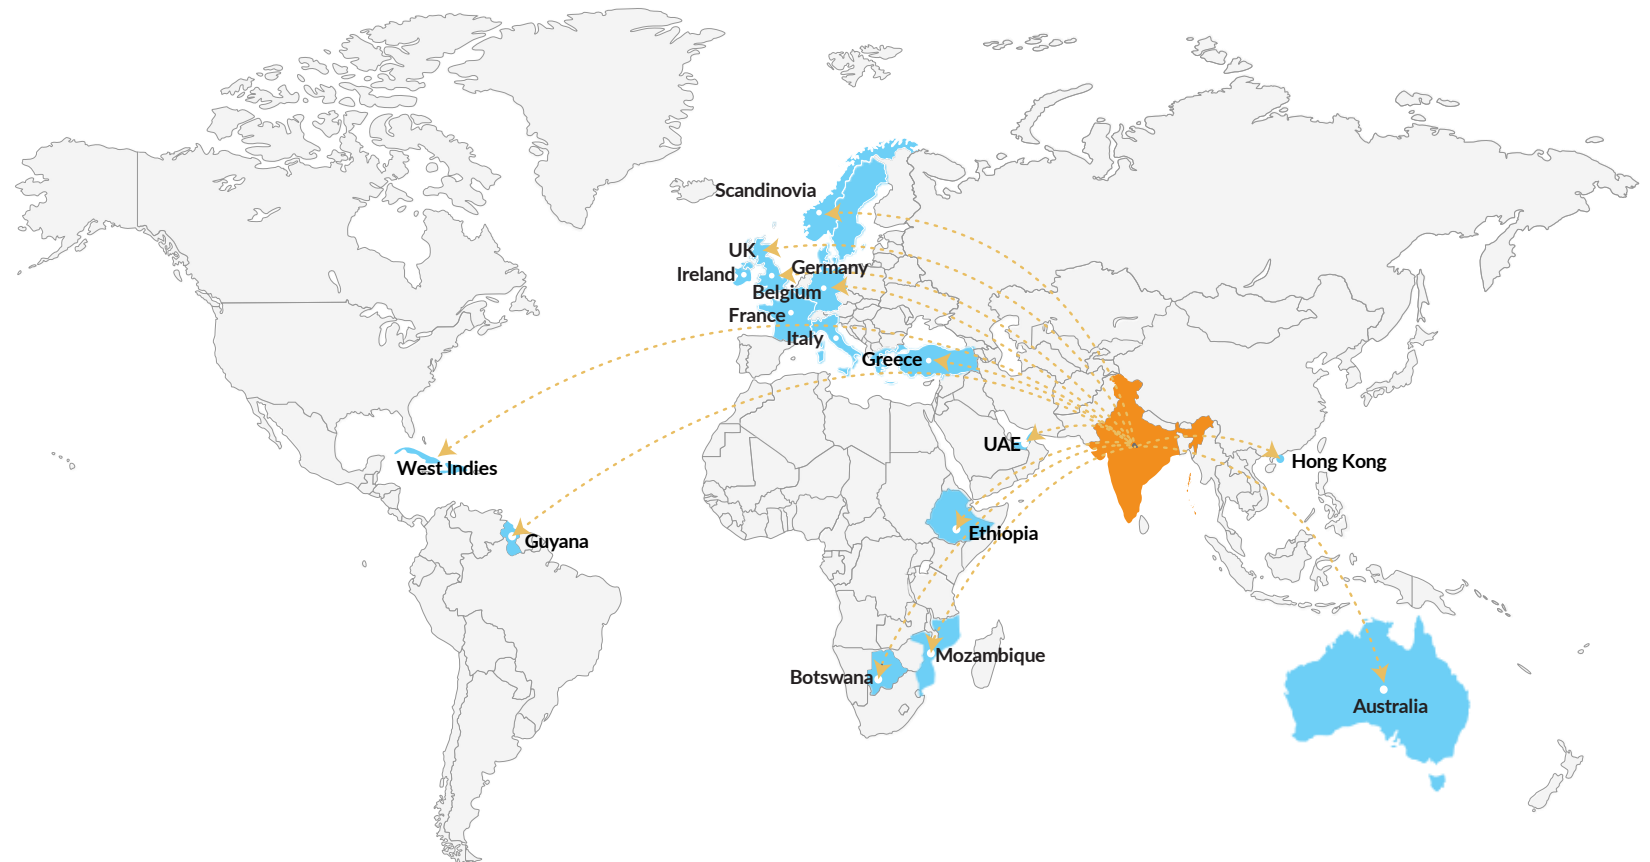 Scandinovia
UK
Germany
Ireland
Belgium
France
Italy
Greece
UAE
Hong Kong
West Indies
Ethiopia
Guyana
Mozambique
Botswana
Australia